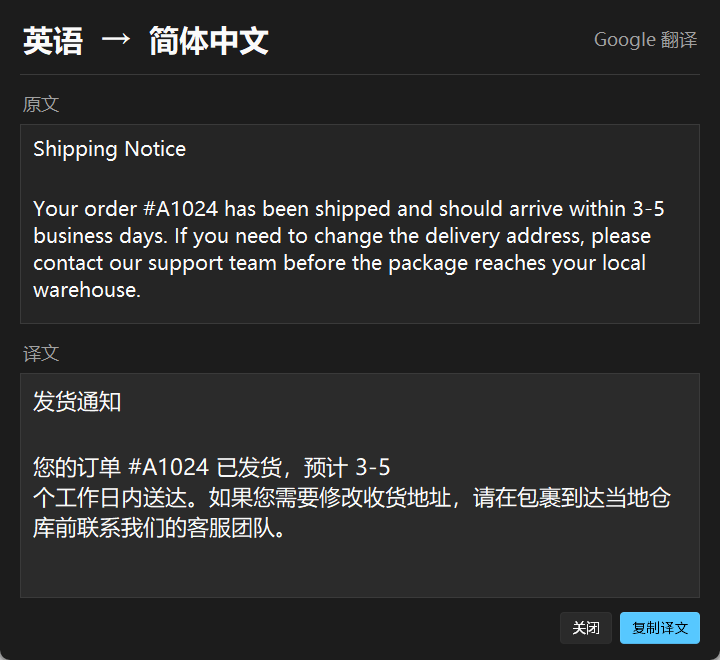 英语 → 简体中文
Google 翻译
原文
Shipping Notice
Your order #A1024 has been shipped and should arrive within 3-5
business days. If you need to change the delivery address, please
contact our support team before the package reaches your local
warehouse.
译文
发货通知
您的订单 #A1024 已发货，预计 3-5
个工作日内送达。如果您需要修改收货地址，请在包裹到达当地仓
库前联系我们的客服团队。
关闭
复制译文